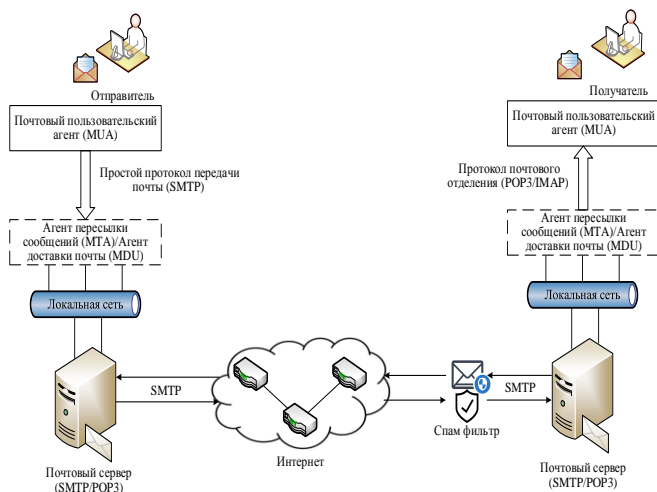 Отправитель
Почтовый пользовательский
агент (MUA)
Простой протокол передачи
почты (SMTP)
Агент пересылки
сообщений (MTA)/Агент
доставки почты (MDU)
Локальная сеть
SMTP
Почтовый сервер
(SMTP/POP3)
Интернет
Получатель
Почтовый пользовательский
агент (MUA)
Протокол почтового
отделения (POP3/IMAP)
Агент пересылки
сообщений (MTA)/Агент
доставки почты (MDU)
Локальная сеть
SMTP
Спам фильтр
Почтовый сервер
(SMTP/POP3)